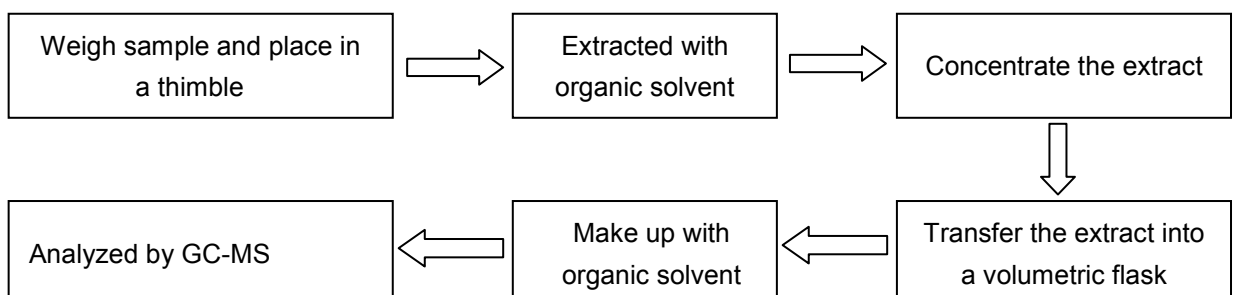 Weigh sample and place in
a thimble
Extracted with
organic solvent
Concentrate the extract
Transfer the extract into
a volumetric flask
Make up with
organic solvent
Analyzed by GC-MS